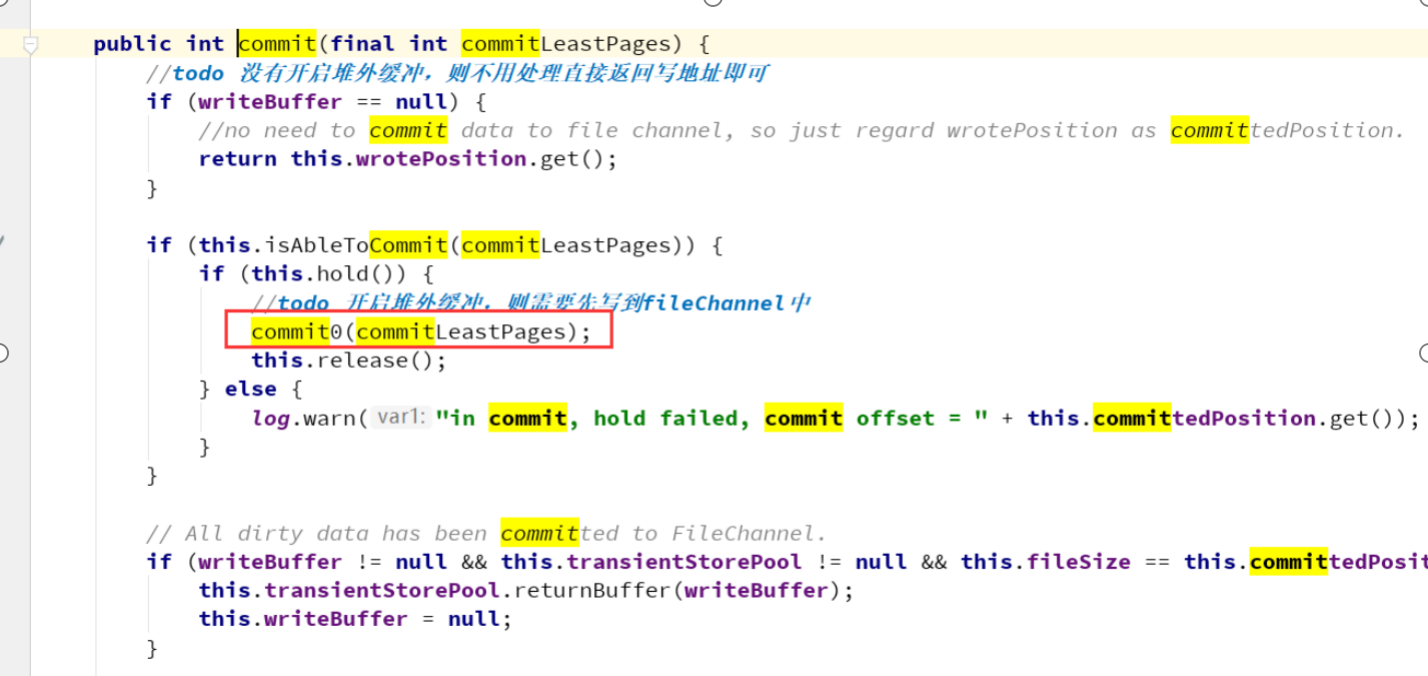 public int commit(final int commitLeastPages) {
//todo 没有开启堆外缓冲，则不用处理直接返回写地址即可
if (writeBuffer == null) {
//no need to commit data to file channel, so just regard wrotePosition as committedPosition.
return this.wrotePosition.get();
}
if (this.isAbleToCommit(commitLeastPages)) {
if (this.hold()) {
//todo 开启堆外缓冲，则需要先写到fileChannel中
commit0(commitLeastPages);
this.release();
} else {
log.warn( var1: "in commit, hold failed, commit offset = " + this.committedPosition.get());
}
}
// All dirty data has been committed to FileChannel.
if (writeBuffer != null && this.transientStorePool != null && this.fileSize == this.committedPosit
this.transientStorePool.returnBuffer(writeBuffer);
this.writeBuffer = null;
}